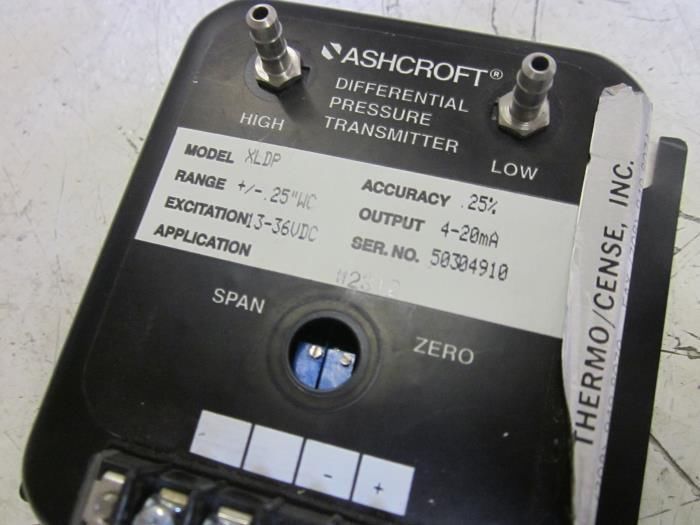 ASHCROFT®
DIFFERENTIAL
PRESSURE
TRANSMITTER
HIGH
LOW
MODEL XLDP
RANGE +/-.25"WC
EXCITATION 13-36VDC
APPLICATION
ACCURACY .25%
OUTPUT 4-20mA
SER. NO. 50304910
SPAN
ZERO
- +
THERMO/CENSE, INC.